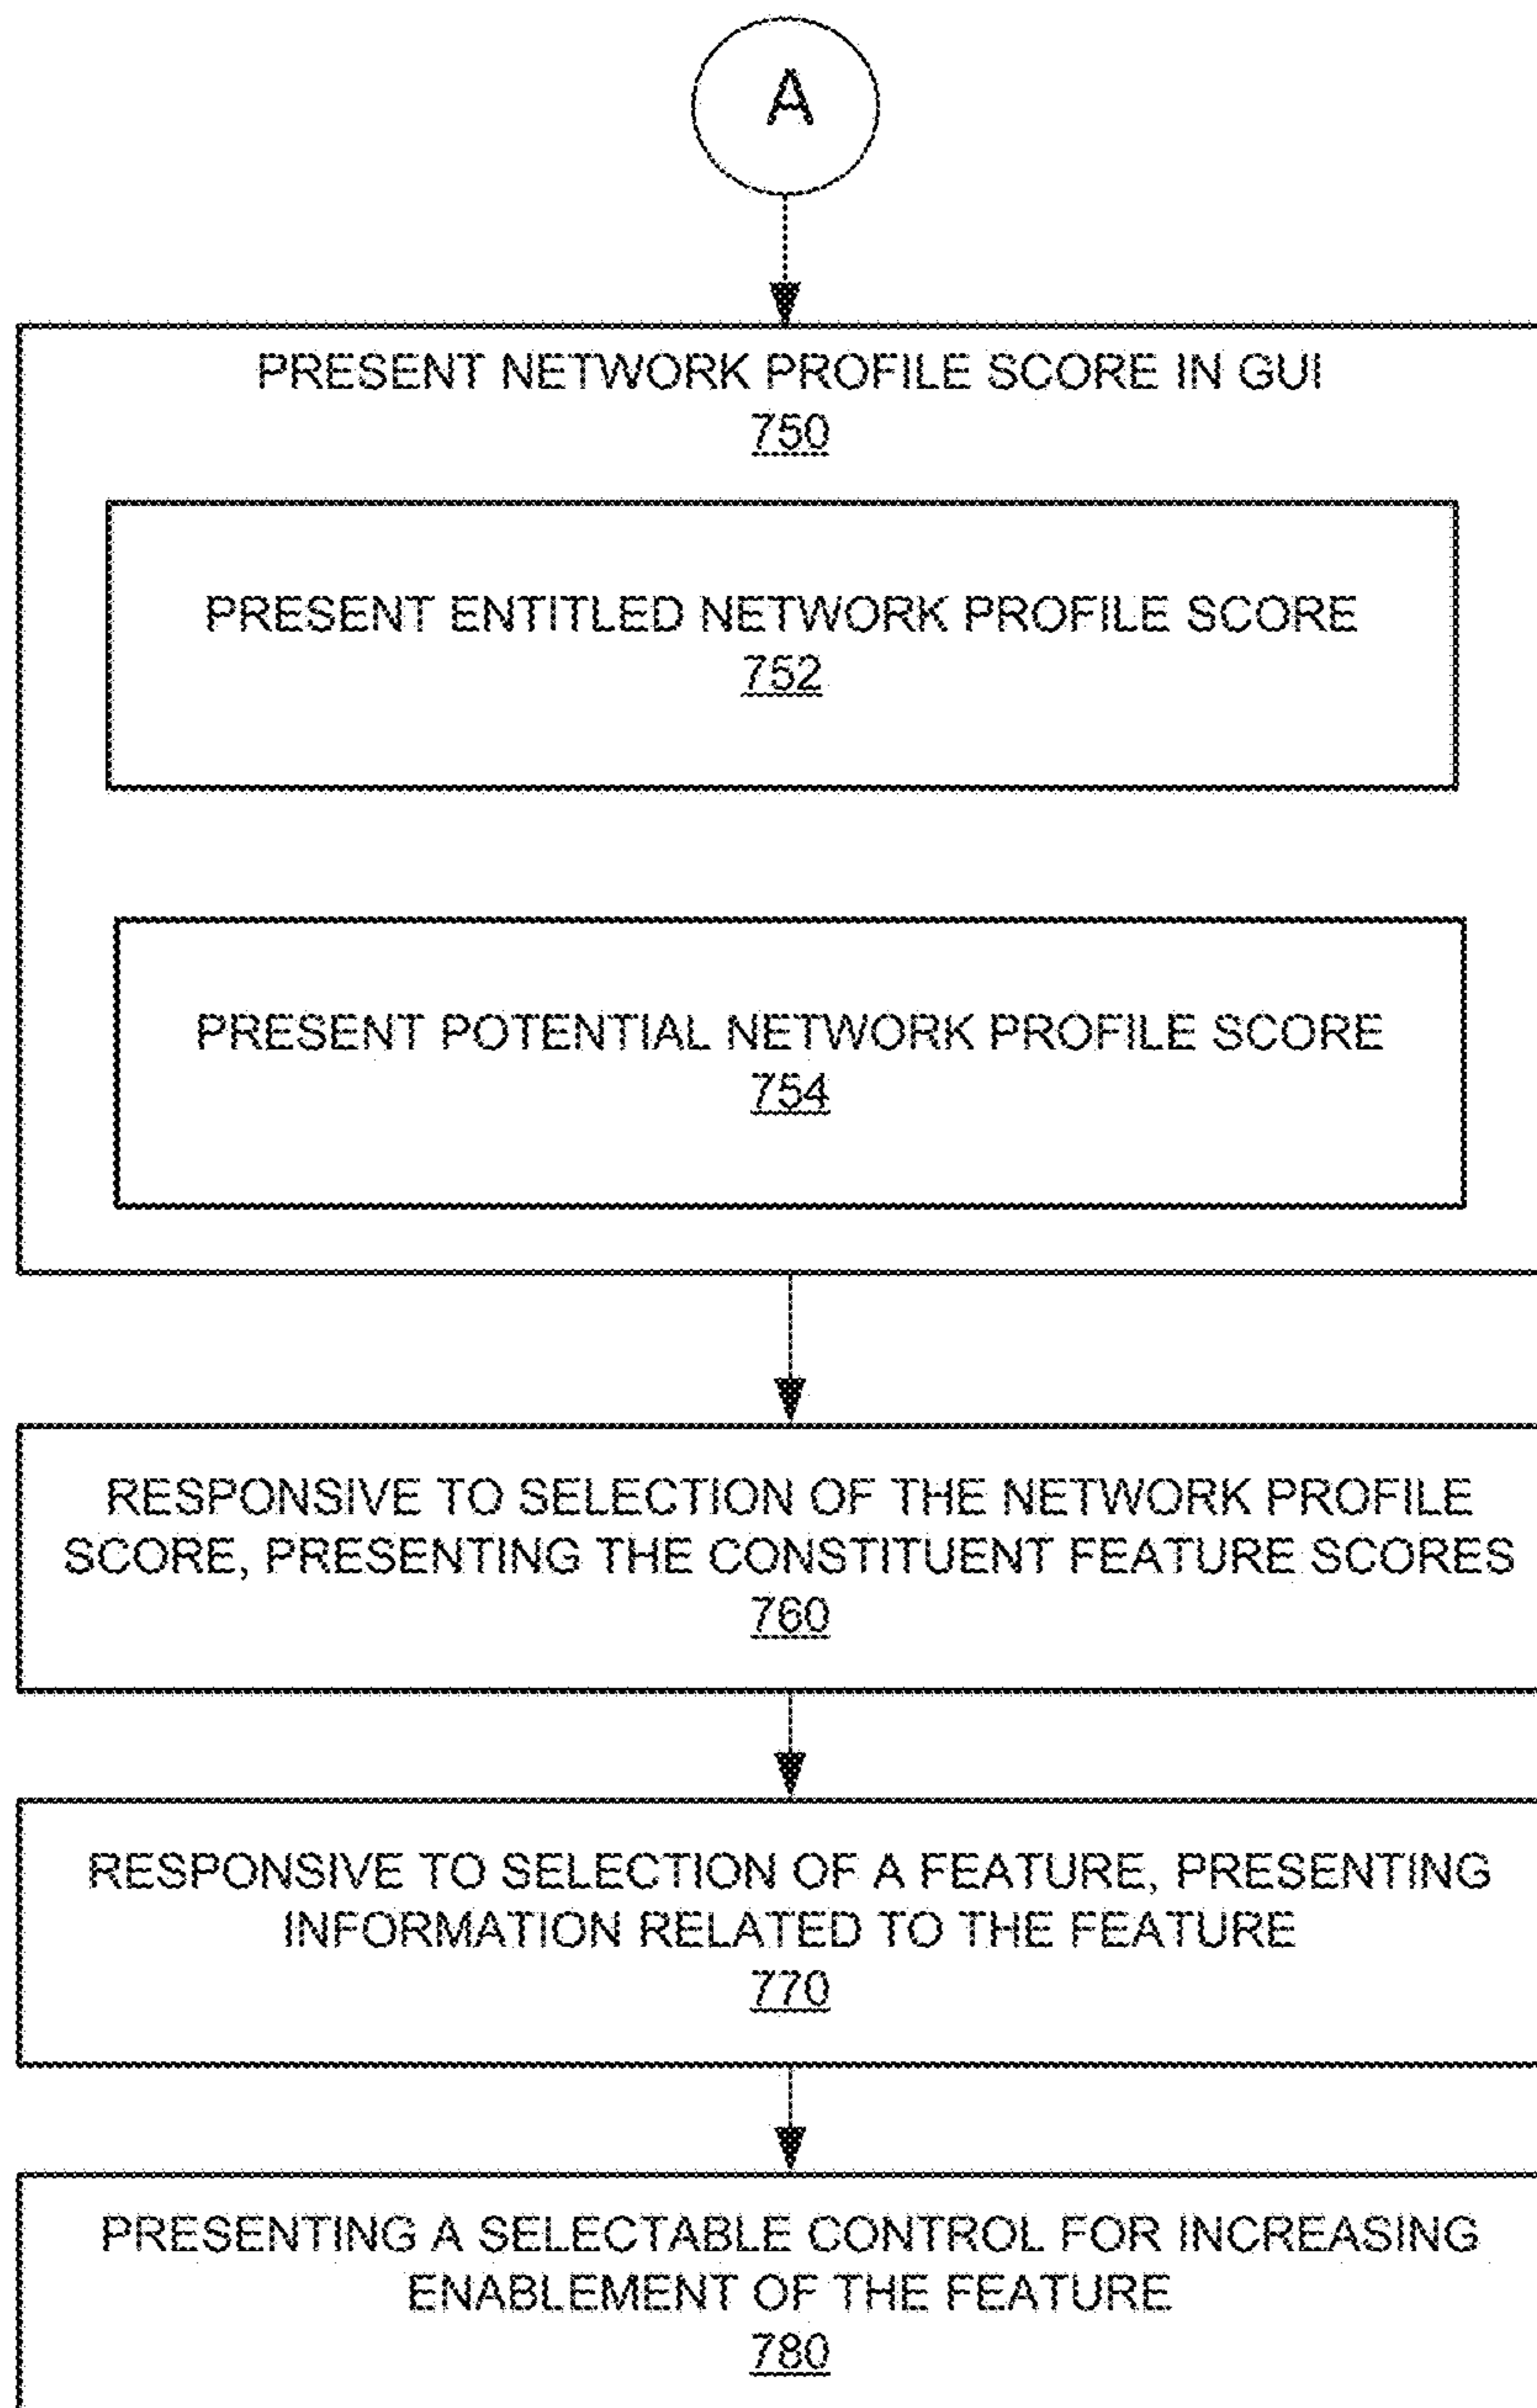 A
PRESENT NETWORK PROFILE SCORE IN GUI
750
PRESENT ENTITLED NETWORK PROFILE SCORE
752
PRESENT POTENTIAL NETWORK PROFILE SCORE
754
RESPONSIVE TO SELECTION OF THE NETWORK PROFILE
SCORE, PRESENTING THE CONSTITUENT FEATURE SCORES
760
RESPONSIVE TO SELECTION OF A FEATURE, PRESENTING
INFORMATION RELATED TO THE FEATURE
770
PRESENTING A SELECTABLE CONTROL FOR INCREASING
ENABLEMENT OF THE FEATURE
780